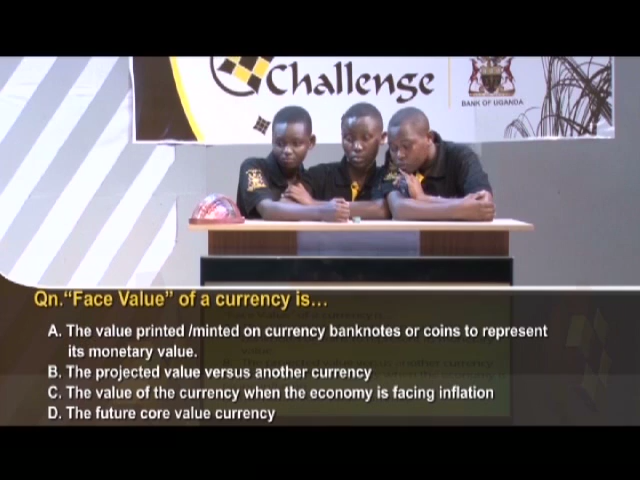 Challenge
BANK OF UGANDA
Qn.“Face Value” of a currency is…
A. The value printed /minted on currency banknotes or coins to represent
its monetary value.
B. The projected value versus another currency
C. The value of the currency when the economy is facing inflation
D. The future core value currency